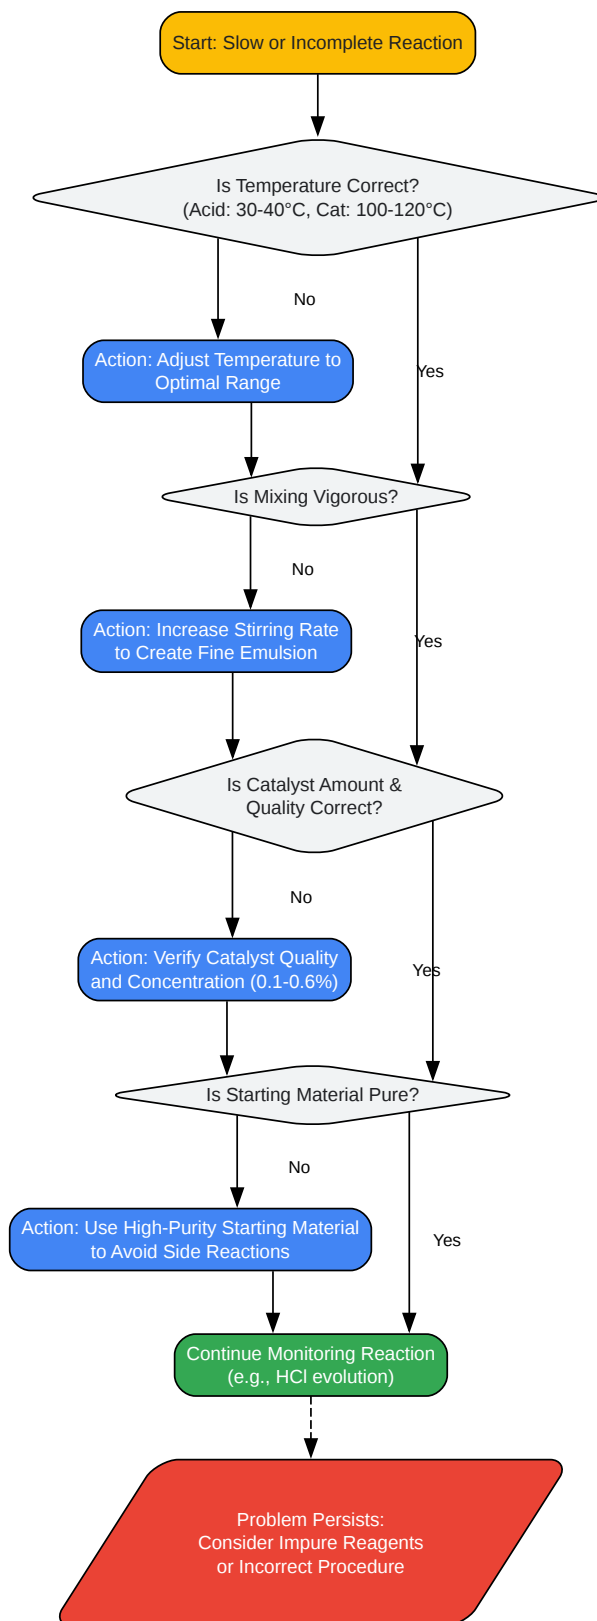 Start: Slow or Incomplete Reaction
Is Temperature Correct?
(Acid: 30-40°C, Cat: 100-120°C)
No
Action: Adjust Temperature to
Optimal Range
Yes
Is Mixing Vigorous?
No
Action: Increase Stirring Rate
to Create Fine Emulsion
Yes
Is Catalyst Amount &
Quality Correct?
No
Action: Verify Catalyst Quality
and Concentration (0.1-0.6%)
Yes
Is Starting Material Pure?
No
Action: Use High-Purity Starting Material
to Avoid Side Reactions
Yes
Continue Monitoring Reaction
(e.g., HCl evolution)
Problem Persists:
Consider Impure Reagents
or Incorrect Procedure